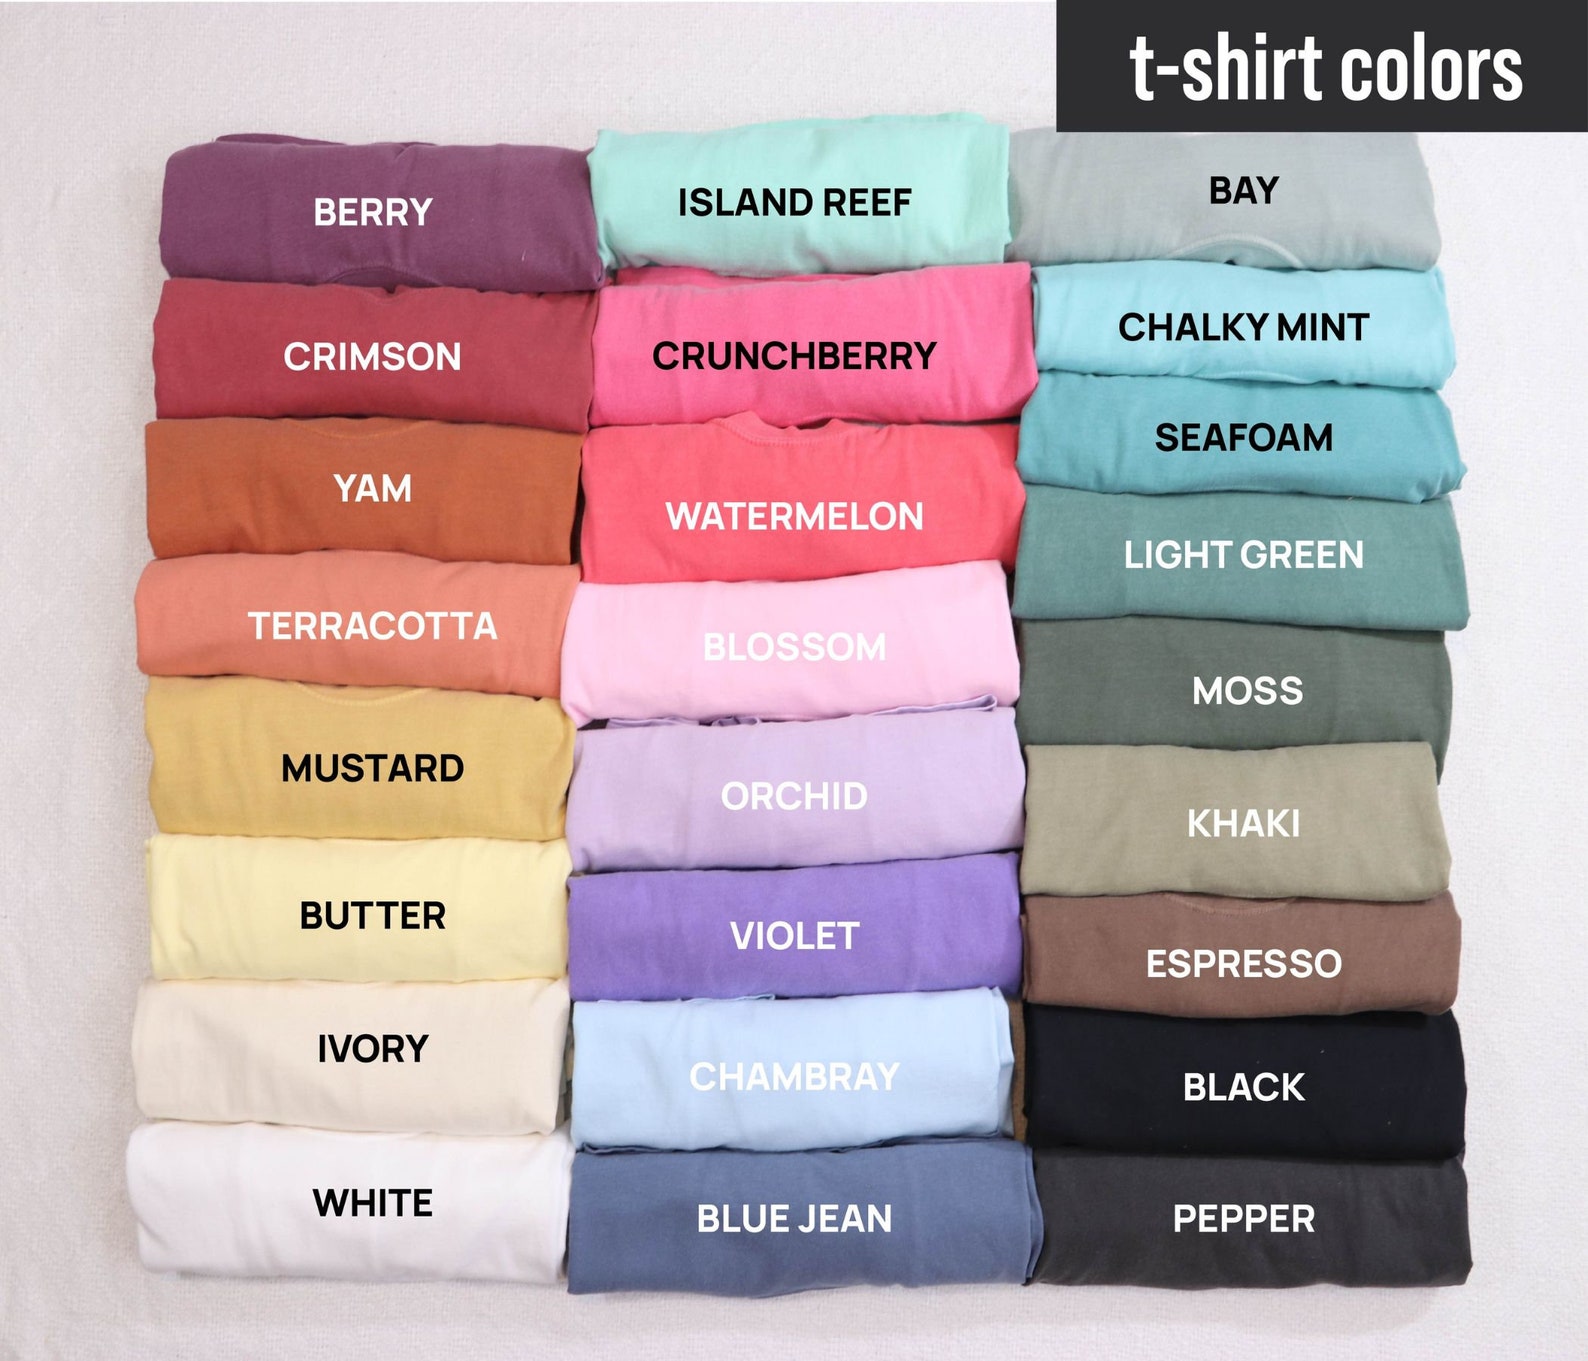 t-shirt colors
BERRY
CRIMSON
YAM
TERRACOTTA
MUSTARD
BUTTER
IVORY
WHITE
ISLAND REEF
CRUNCHBERRY
WATERMELON
BLOSSOM
ORCHID
VIOLET
CHAMBRAY
BLUE JEAN
BAY
CHALKY MINT
SEAFOAM
LIGHT GREEN
MOSS
KHAKI
ESPRESSO
BLACK
PEPPER